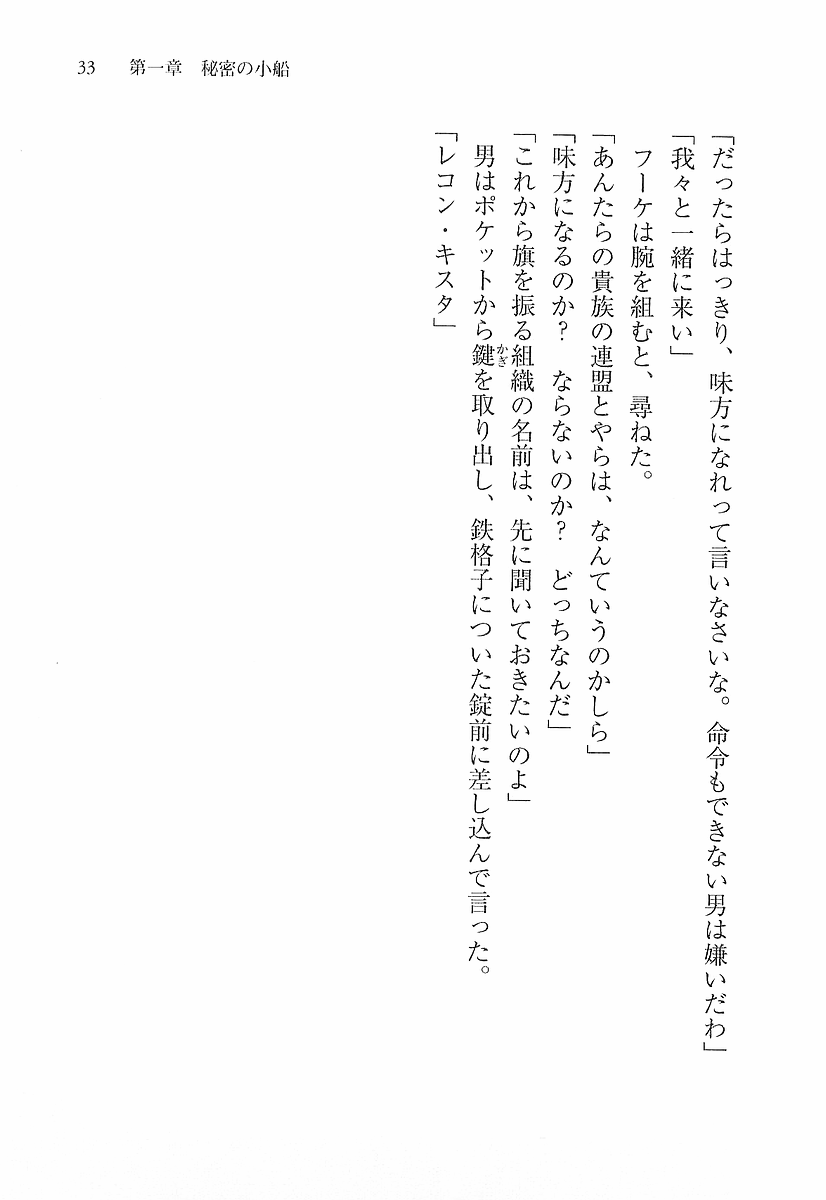 33 第一章 秘密の小船
「だったらはっきり、味方になれって言いなさいな。命令もできない男は嫌いだわ」
「我々と一緒に来い」
フーケは腕を組むと、尋ねた。
「あんたらの貴族の連盟とやらは、なんていうのかしら」
「味方になるのか? ならないのか? どっちなんだ」
「これから旗を振る組織の名前は、先に聞いておきたいのよ」
男はポケットから鍵かぎを取り出し、鉄格子についた錠前に差し込んで言った。
「レコン・キスタ」